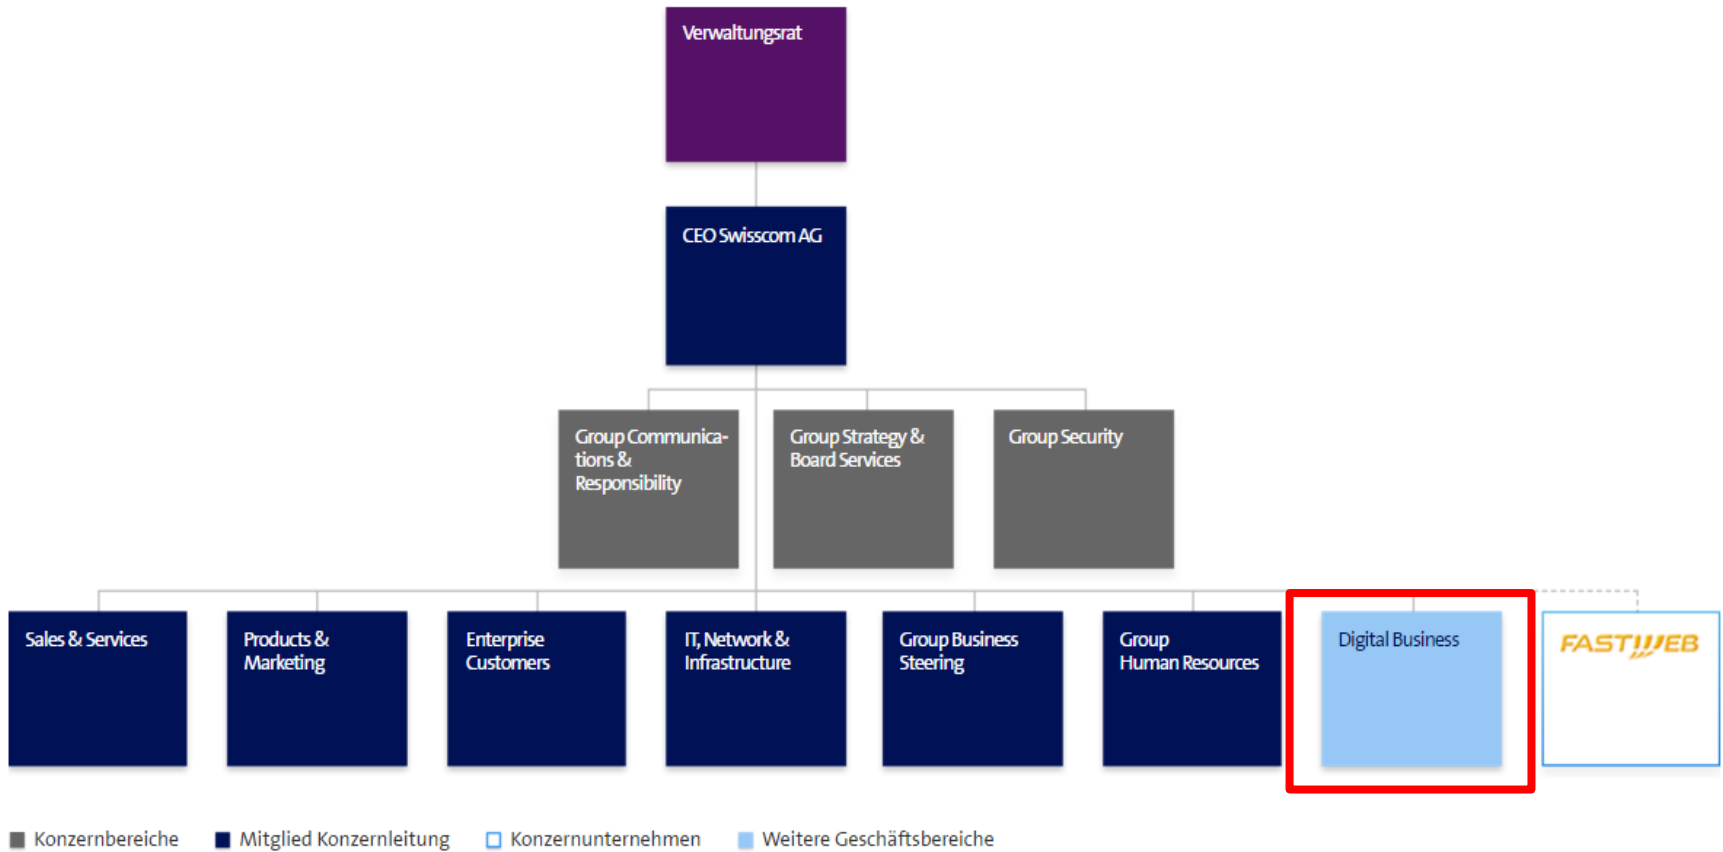 Verwaltungsrat
CEO Swisscom AG
Group Communica-
tions &
Responsibility
Group Strategy &
Board Services
Group Security
Sales & Services
Products &
Marketing
Enterprise
Customers
IT, Network &
Infrastructure
Group Business
Steering
Group
Human Resources
Digital Business
FASTWEB
Konzernbereiche
Mitglied Konzernleitung
Konzernunternehmen
Weitere Geschäftsbereiche